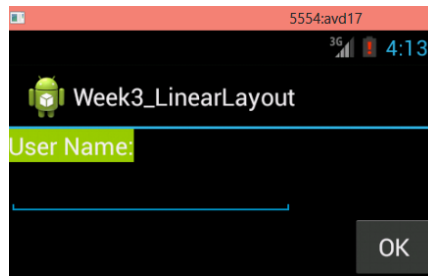 5554:avd17
3G 4:13
Week3_LinearLayout
User Name:
OK